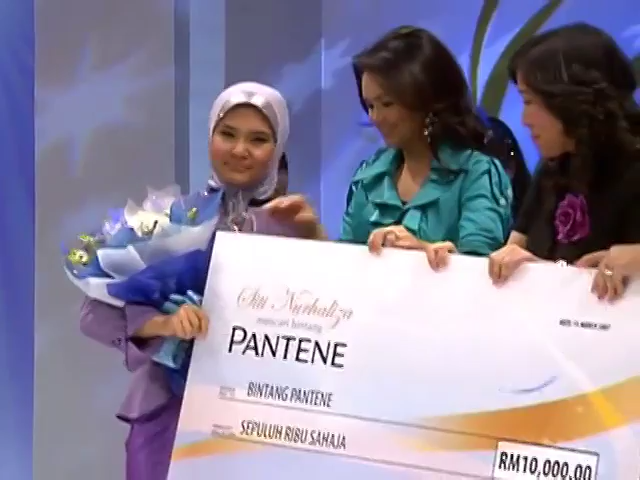 Siti Nurhaliza
mencari bintang
PANTENE
BINTANG PANTENE
SEPULUH RIBU SAHAJA
RM10,000.00